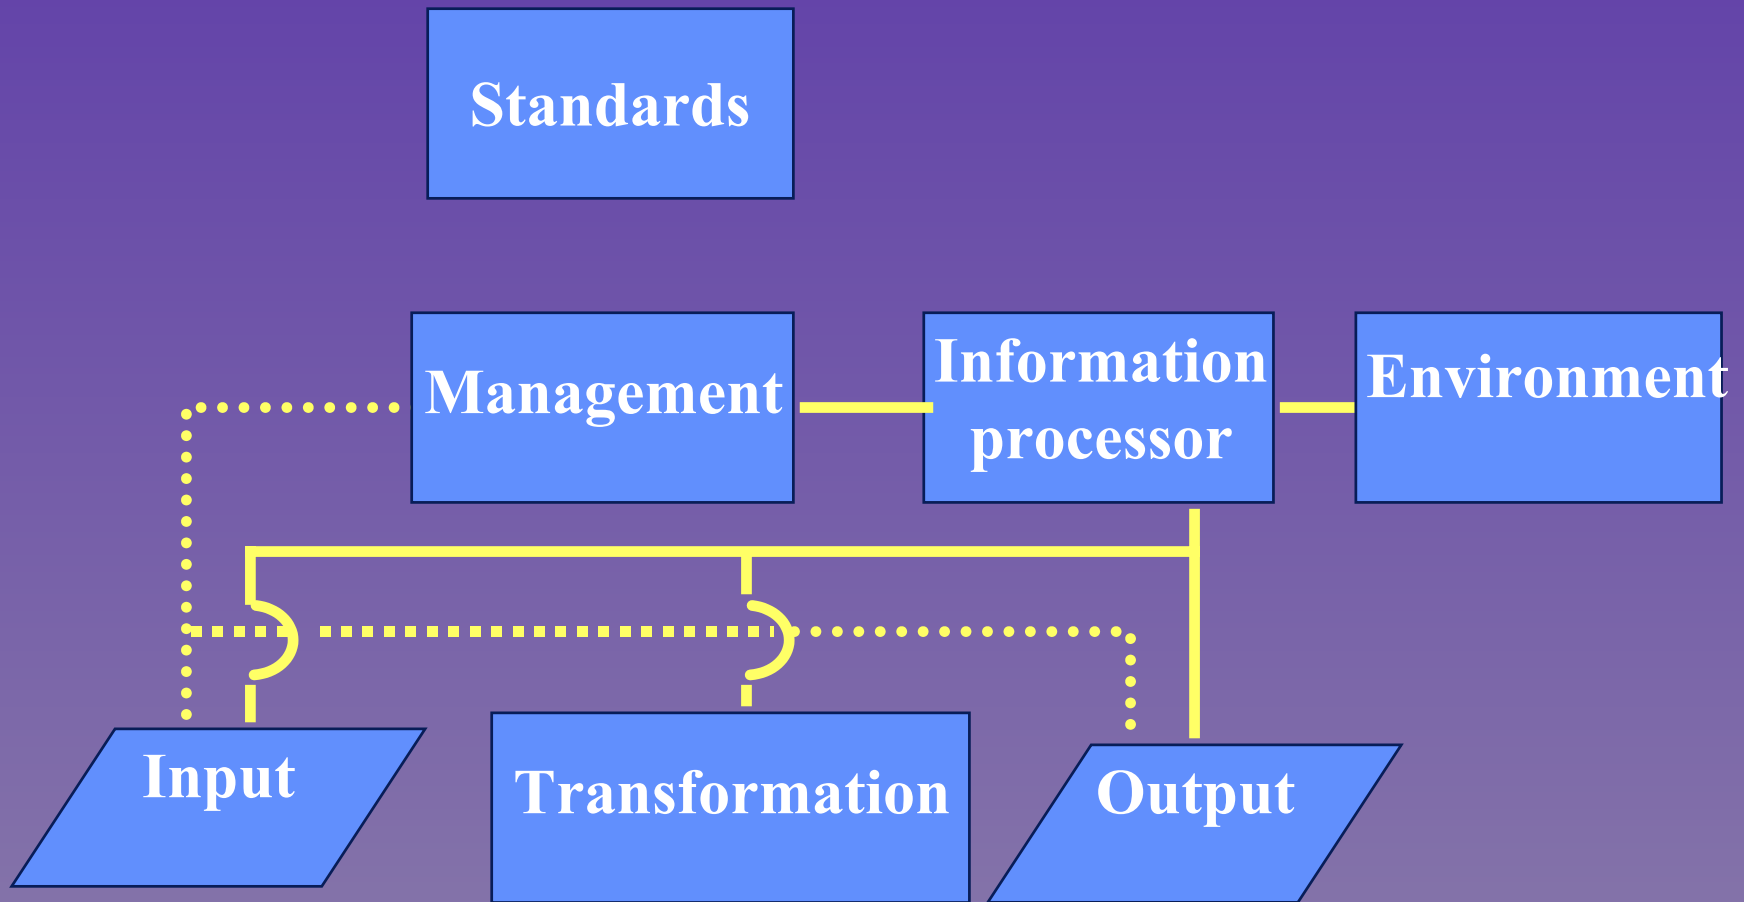 Standards
Management
Information
processor
Environment
Input
Transformation
Output